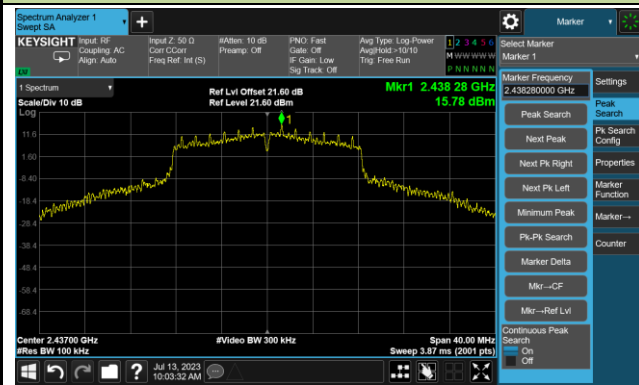 Spectrum Analyzer 1
Swept SA
Marker
KEYSIGHT
Input: RF
Coupling: AC
Align: Auto
Input Z: 50 Ω
Corr CCorr
Freq Ref: Int (S)
#Atten: 10 dB
Preamp: Off
PNO: Fast
Gate: Off
IF Gain: Low
Sig Track: Off
Avg Type: Log-Power
Avg|Hold:>10/10
Trig: Free Run
1 2 3 4 5 6
M W W W W W
P N N N N N
Select Marker
Marker 1
1 Spectrum
Scale/Div 10 dB
Log
Ref Lvl Offset 21.60 dB
Ref Level 21.60 dBm
Mkr1 2.438 28 GHz
15.78 dBm
1
11.6
1.60
-8.40
-18.4
-28.4
-38.4
-48.4
-58.4
-68.4
Center 2.43700 GHz
#Res BW 100 kHz
#Video BW 300 kHz
Span 40.00 MHz
Sweep 3.87 ms (2001 pts)
Marker Frequency
2.438280000 GHz
Peak Search
Next Peak
Next Pk Right
Next Pk Left
Minimum Peak
Pk-Pk Search
Marker Delta
Mkr→CF
Mkr→Ref Lvl
Continuous Peak
Search
On
Off
Settings
Peak
Search
Pk Search
Config
Properties
Marker
Function
Marker→
Counter
Jul 13, 2023
10:03:32 AM